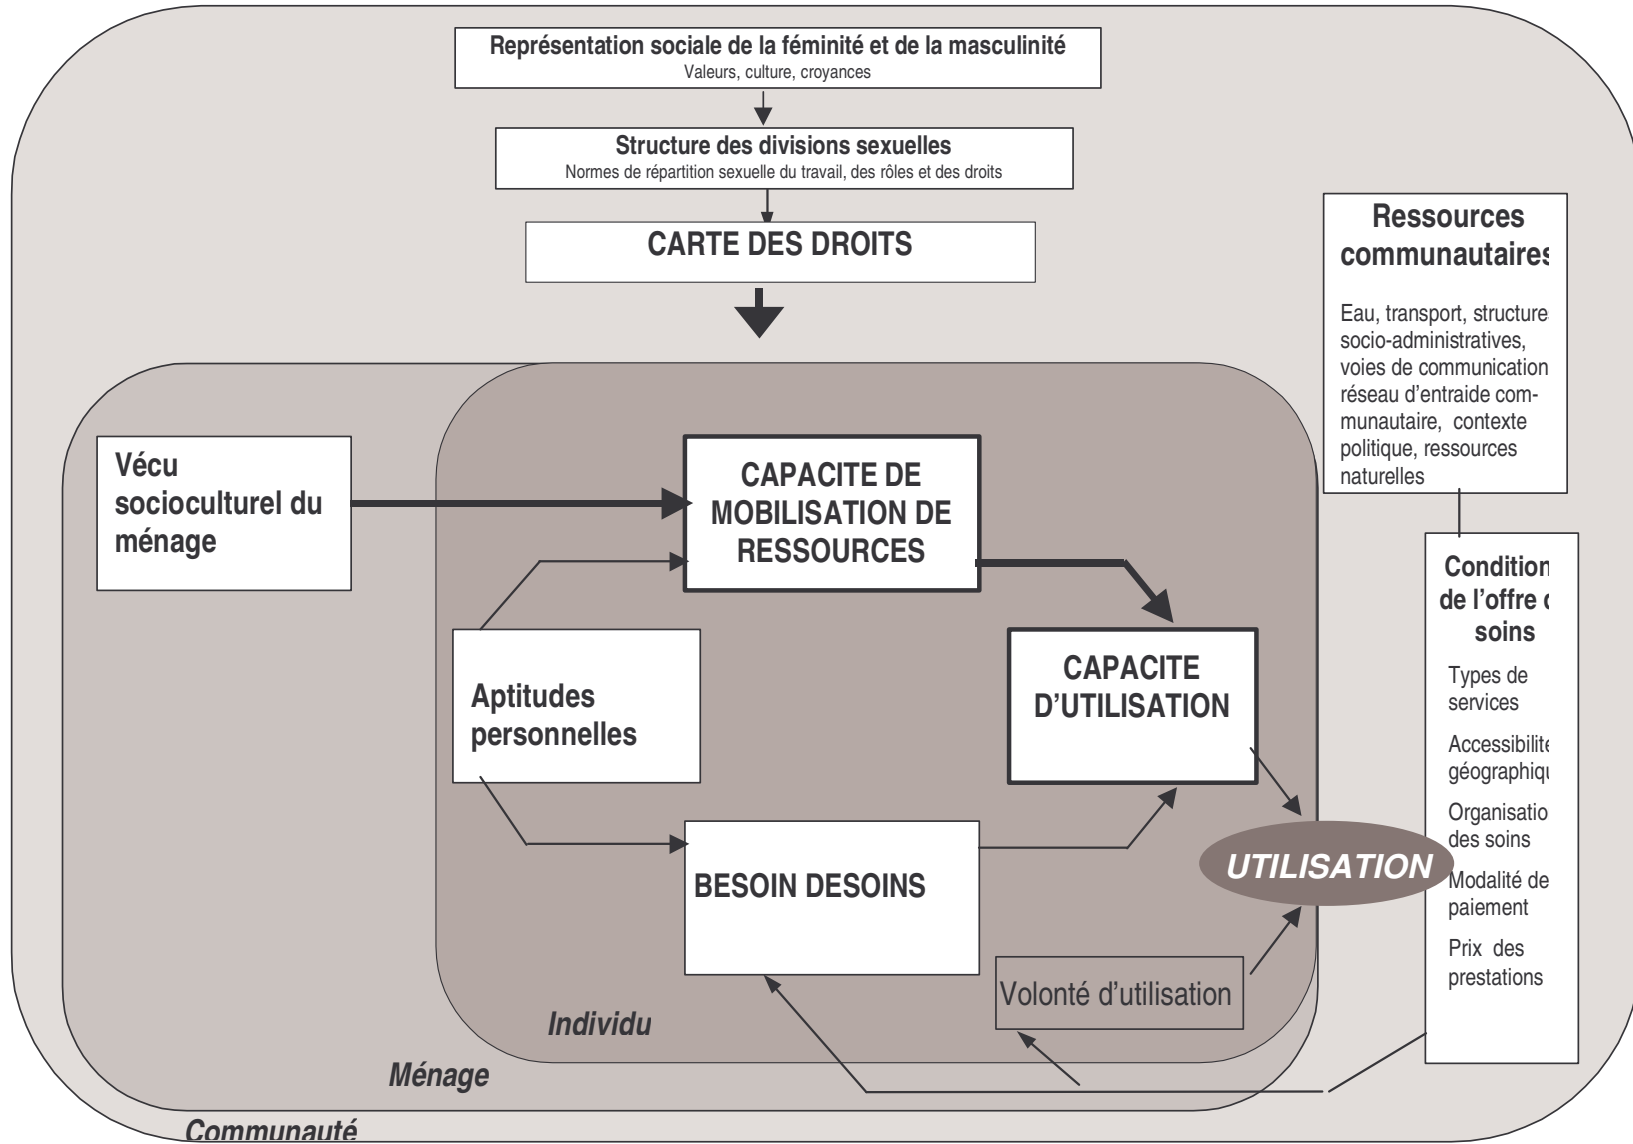 Représentation sociale de la féminité et de la masculinité
Valeurs, culture, croyances
Structure des divisions sexuelles
Normes de répartition sexuelle du travail, des rôles et des droits
CARTE DES DROITS
Ressources
communautaires
Eau, transport, structure
socio-administratives,
voies de communication
réseau d'entraide com-
munautaire, contexte
politique, ressources
naturelles
Vécu
socioculturel du
ménage
CAPACITE DE
MOBILISATION DE
RESSOURCES
Aptitudes
personnelles
CAPACITE
D'UTILISATION
BESOIN DESOINS
Volonté d'utilisation
UTILISATION
Condition
de l'offre
soins
Types de
services
Accessibilité
géographiqu
Organisatio
des soins
Modalité de
paiement
Prix des
prestations
Individu
Ménage
Communauté